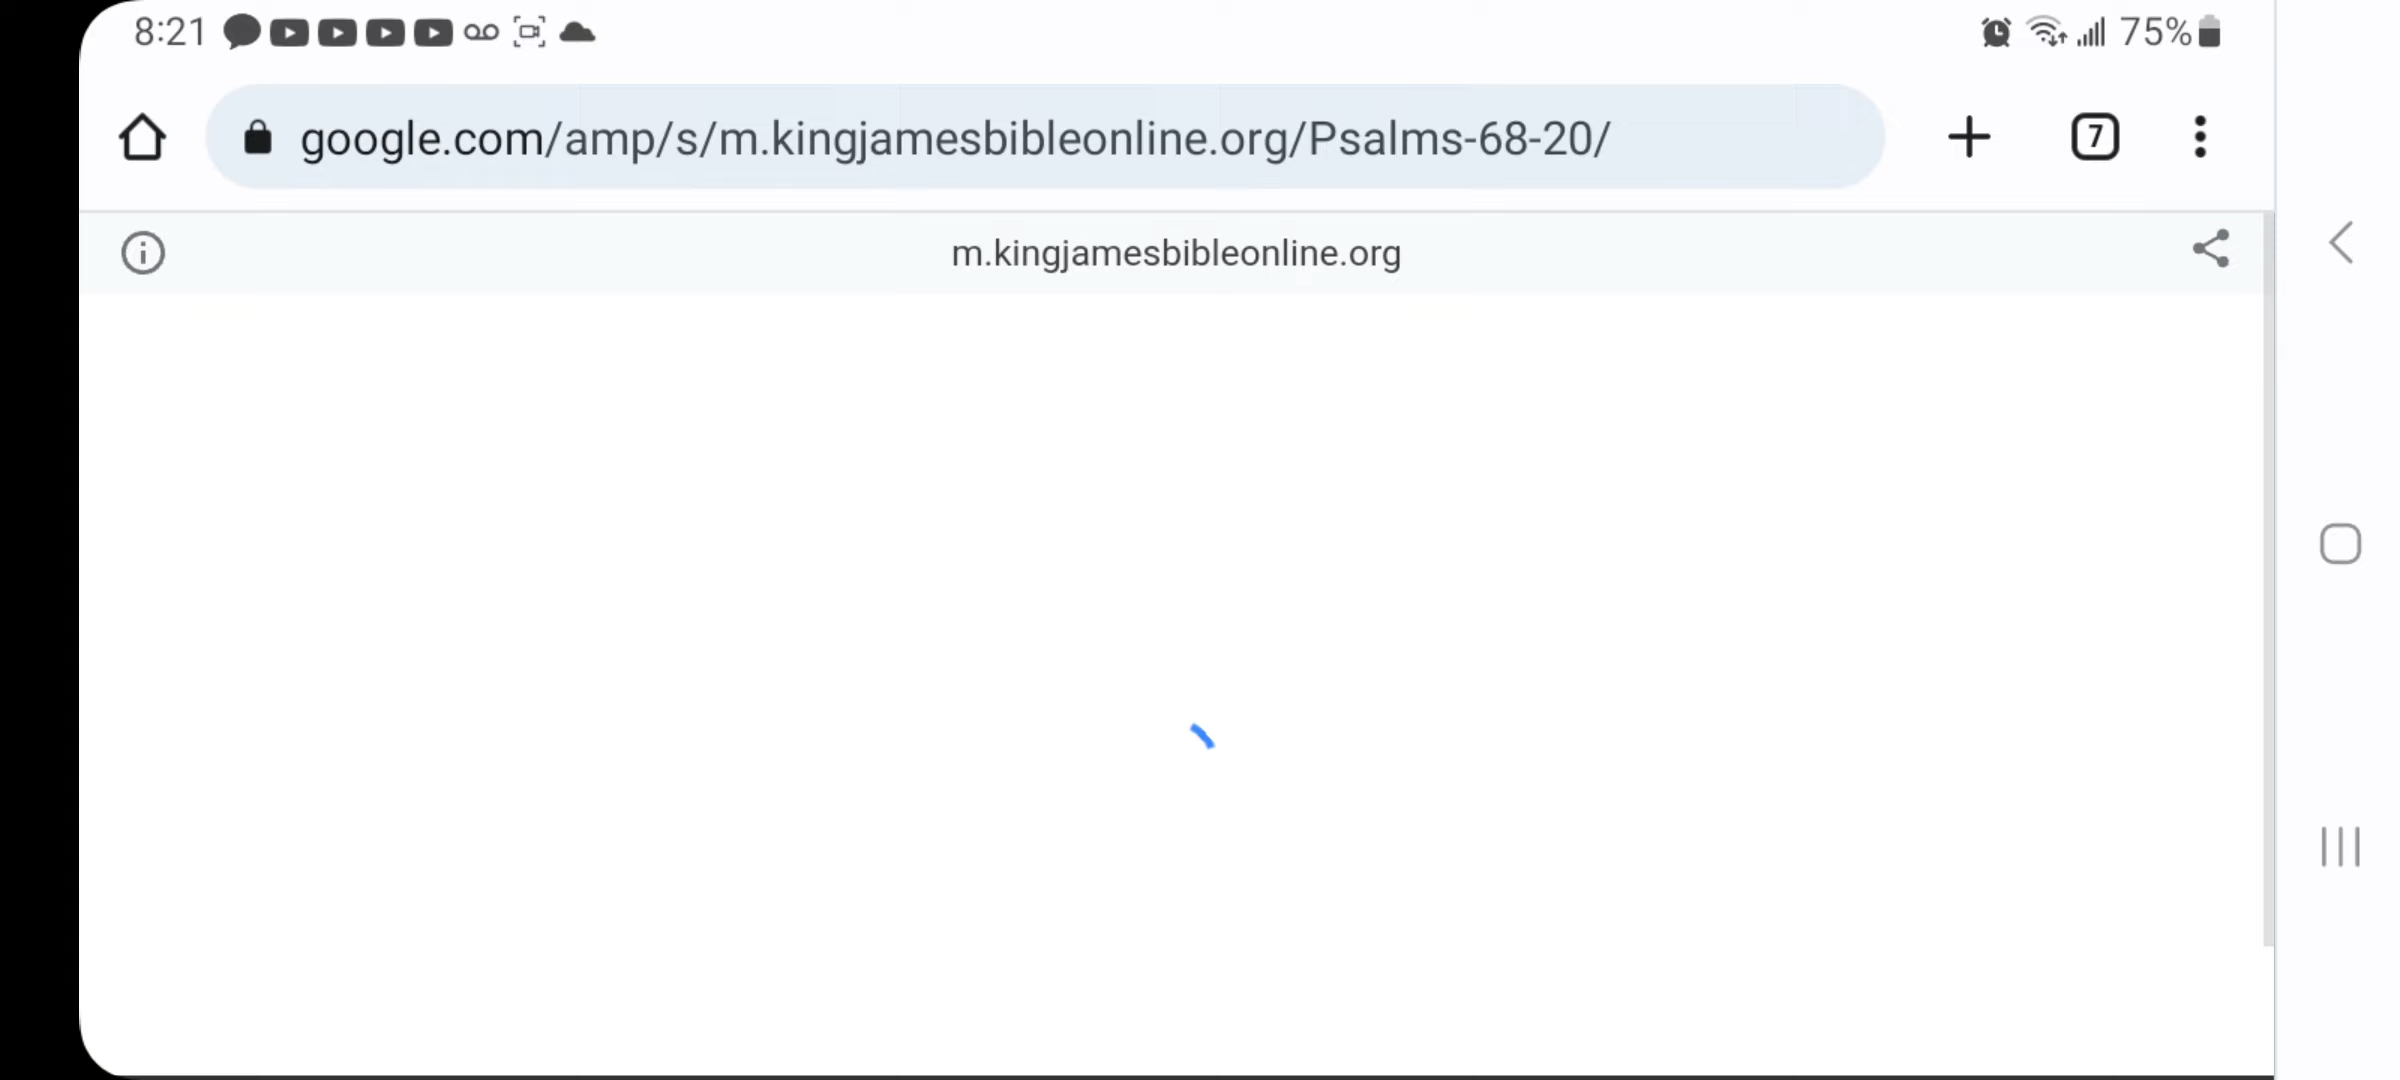 8:21 75%
google.com/amp/s/m.kingjamesbibleonline.org/Psalms-68-20/ 7
m.kingjamesbibleonline.org